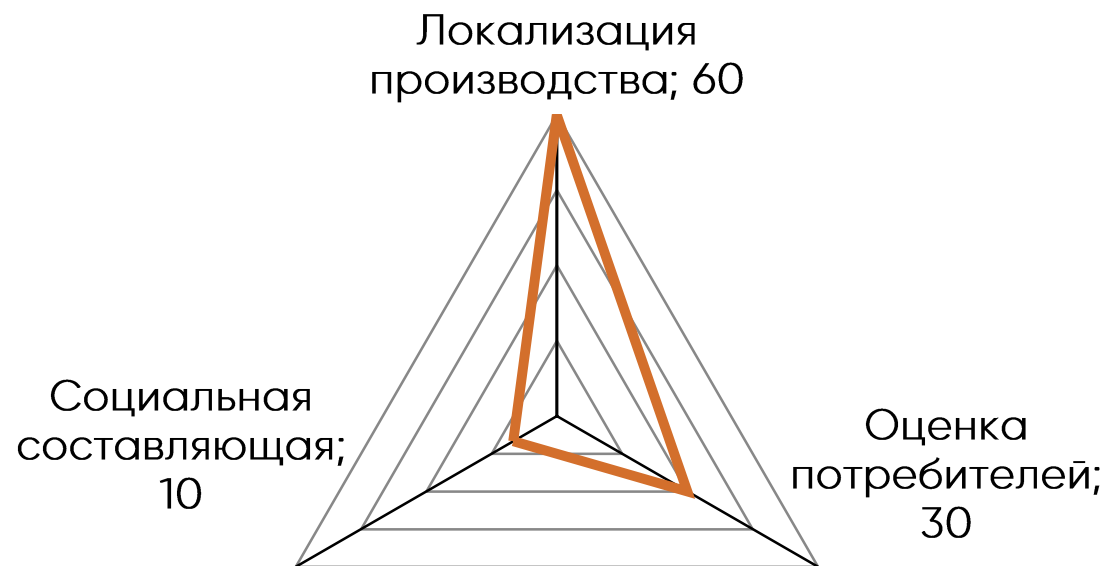 Локализация
производства; 60
Социальная
составляющая;
10
Оценка
потребителей;
30